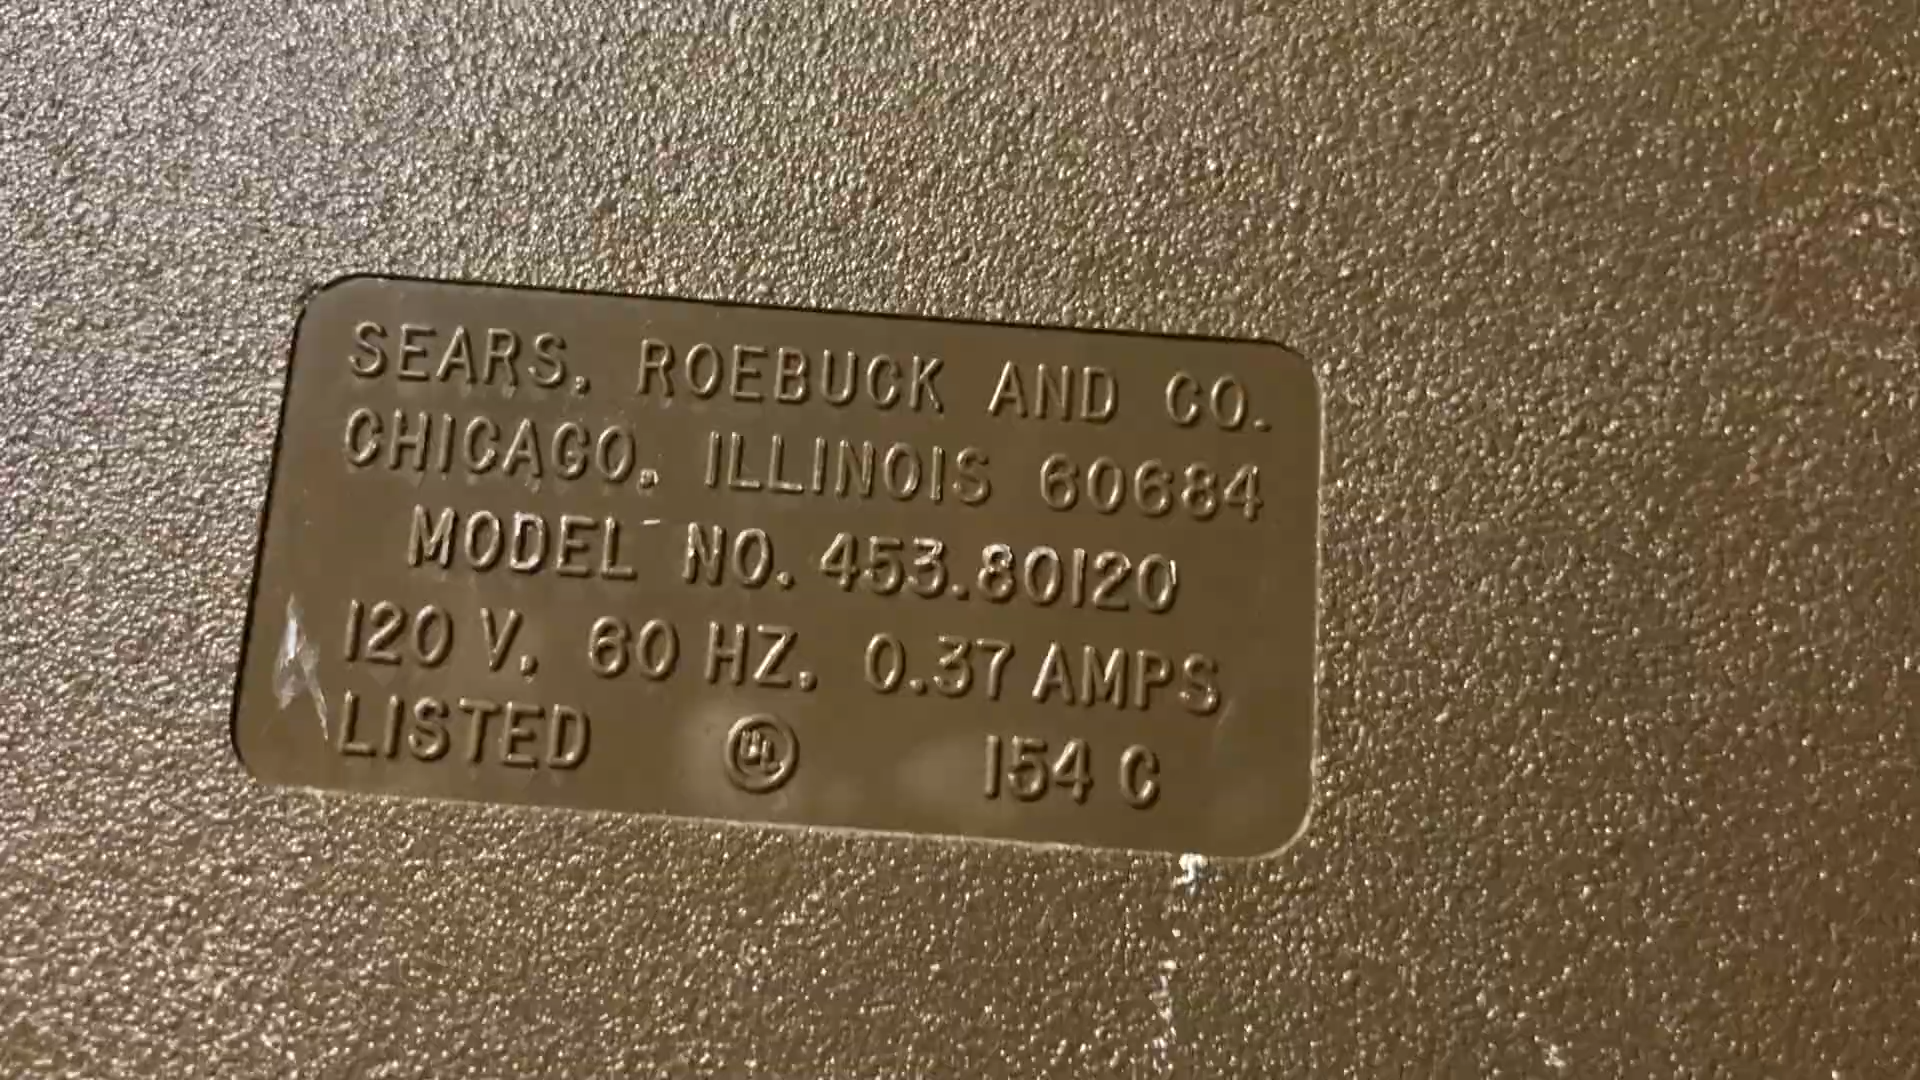 SEARS, ROEBUCK AND CO.
CHICAGO, ILLINOIS 60684
MODEL NO. 453.80120
120 V. 60 HZ. 0.37 AMPS
LISTED UL 154 C